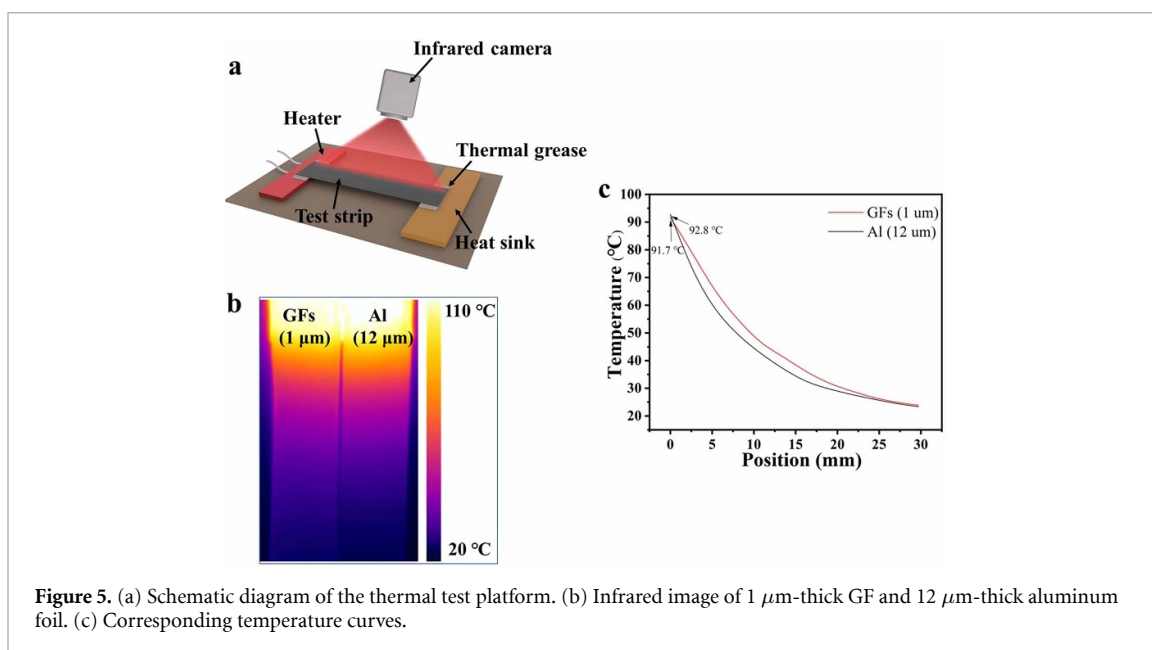 a
Infrared camera
Heater
Thermal grease
Test strip
Heat sink
b
GFs
(1 μm)
Al
(12 μm)
110 ℃
20 ℃
c
100
90
80
70
60
50
40
30
20
Temperature (℃)
GFs (1 um)
Al (12 um)
92.8 ℃
91.7 ℃
0 5 10 15 20 25 30
Position (mm)
Figure 5. (a) Schematic diagram of the thermal test platform. (b) Infrared image of 1 μm-thick GF and 12 μm-thick aluminum
foil. (c) Corresponding temperature curves.